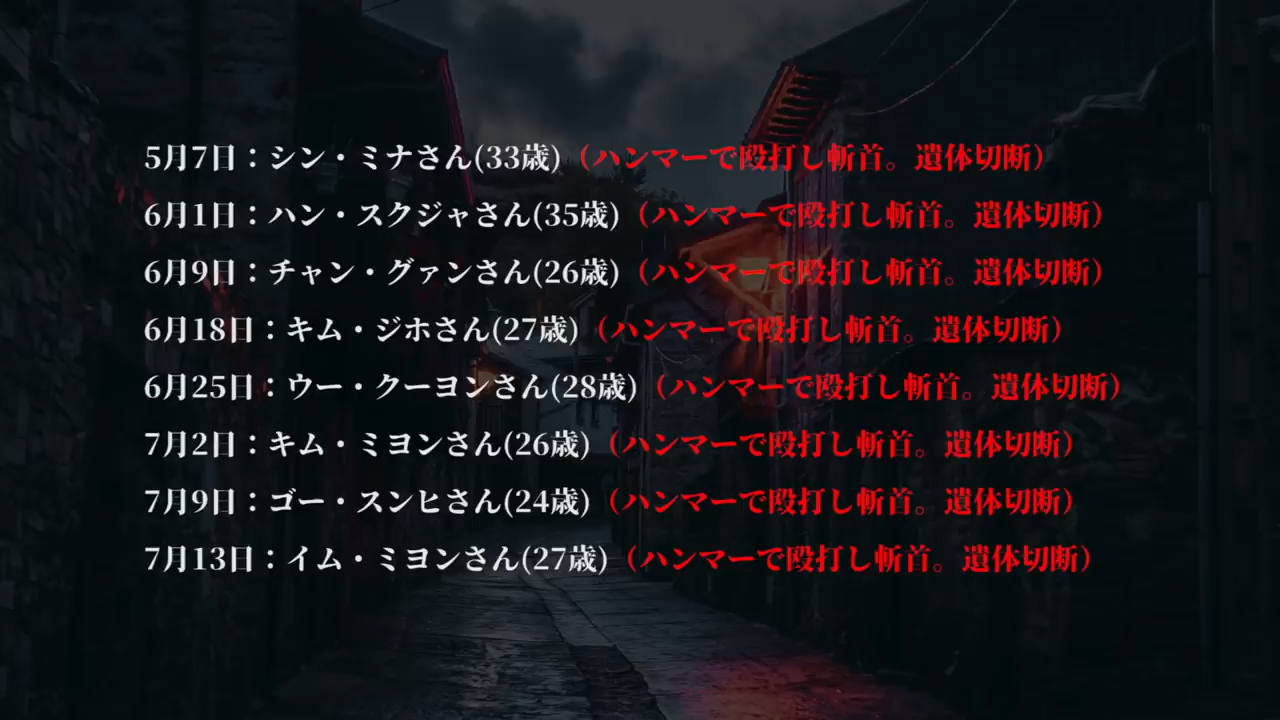 5月7日：シン・ミナさん(33歳)（ハンマーで殴打し斬首。遺体切断）
6月1日：ハン・スクジャさん(35歳)（ハンマーで殴打し斬首。遺体切断）
6月9日：チャン・グァンさん(26歳)（ハンマーで殴打し斬首。遺体切断）
6月18日：キム・ジホさん(27歳)（ハンマーで殴打し斬首。遺体切断）
6月25日：ウー・クーヨンさん(28歳)（ハンマーで殴打し斬首。遺体切断）
7月2日：キム・ミヨンさん(26歳)（ハンマーで殴打し斬首。遺体切断）
7月9日：ゴー・スンヒさん(24歳)（ハンマーで殴打し斬首。遺体切断）
7月13日：イム・ミヨンさん(27歳)（ハンマーで殴打し斬首。遺体切断）